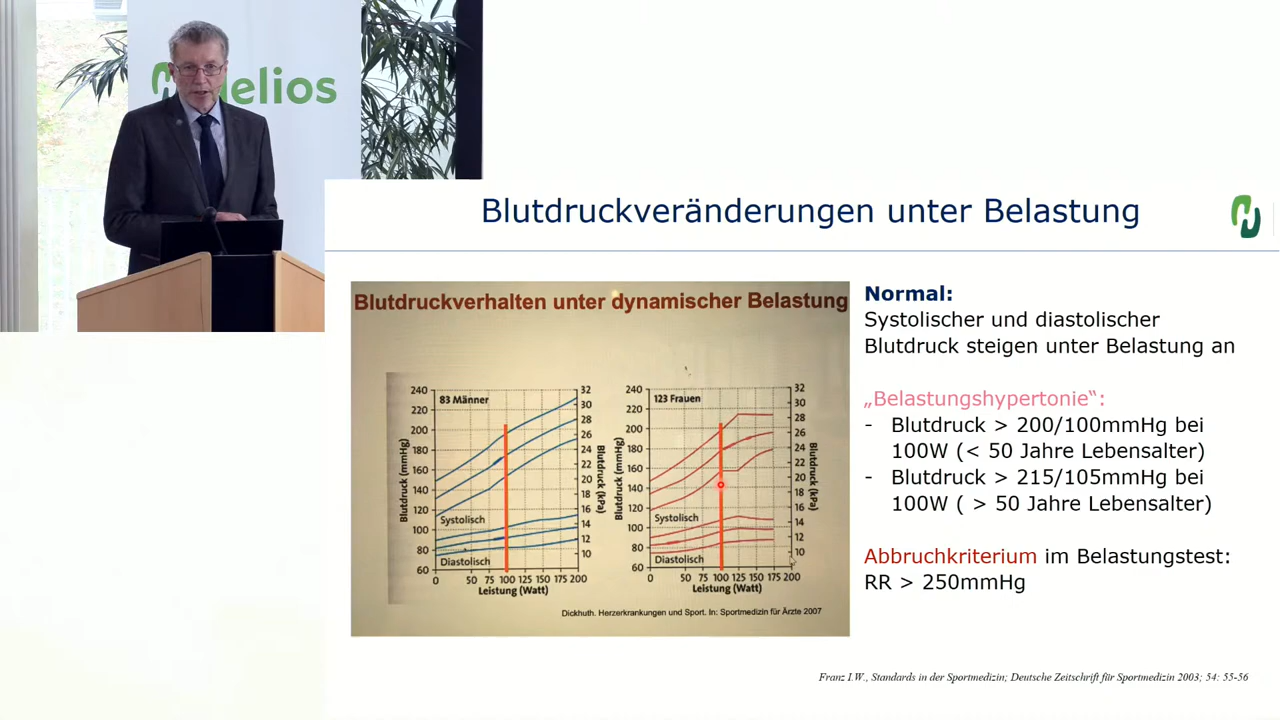 Helios
Blutdruckveränderungen unter Belastung
Blutdruckverhalten unter dynamischer Belastung
240
220
200
180
160
140
120
100
80
60
Blutdruck (mmHg)
83 Männer
Systolisch
Diastolisch
32
30
28
26
24
22
20
18
16
14
12
10
Blutdruck (kPa)
0 50 75 100 125 150 175 200
Leistung (Watt)
240
220
200
180
160
140
120
100
80
60
Blutdruck (mmHg)
123 Frauen
Systolisch
Diastolisch
32
30
28
26
24
22
20
18
16
14
12
10
Blutdruck (kPa)
0 50 75 100 125 150 175 200
Leistung (Watt)
Dickhuth. Herzerkrankungen und Sport. In: Sportmedizin für Ärzte 2007
Normal:
Systolischer und diastolischer
Blutdruck steigen unter Belastung an
„Belastungshypertonie“:
- Blutdruck > 200/100mmHg bei
100W (< 50 Jahre Lebensalter)
- Blutdruck > 215/105mmHg bei
100W ( > 50 Jahre Lebensalter)
Abbruchkriterium im Belastungstest:
RR > 250mmHg
Franz I.W., Standards in der Sportmedizin; Deutsche Zeitschrift für Sportmedizin 2003; 54: 55-56